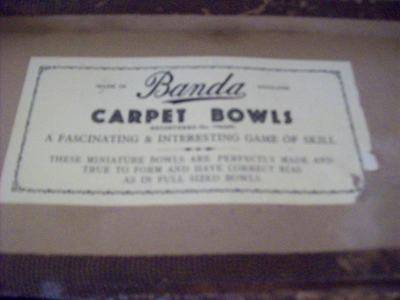 MADE IN Banda ENGLAND
CARPET BOWLS
A FASCINATING & INTERESTING GAME OF SKILL
THESE MINIATURE BOWLS ARE PERFECTLY MADE AND
TRUE TO FORM AND HAVE CORRECT BIAS
AS IN FULL SIZED BOWLS.